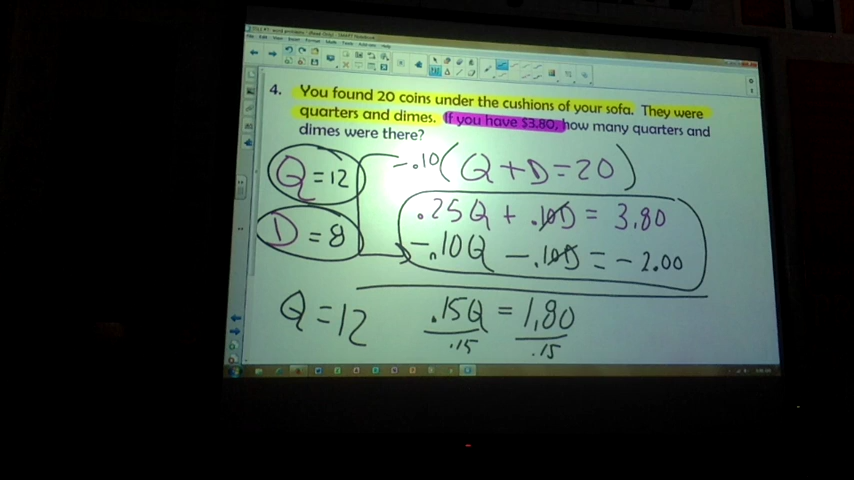 4. You found 20 coins under the cushions of your sofa. They were
quarters and dimes. If you have $3.80, how many quarters and
dimes were there?
Q = 12
D = 8
-.10(Q + D = 20)
.25Q + .10D = 3.80
-.10Q - .10D = -2.00
.15Q = 1.80
.15 .15
Q = 12